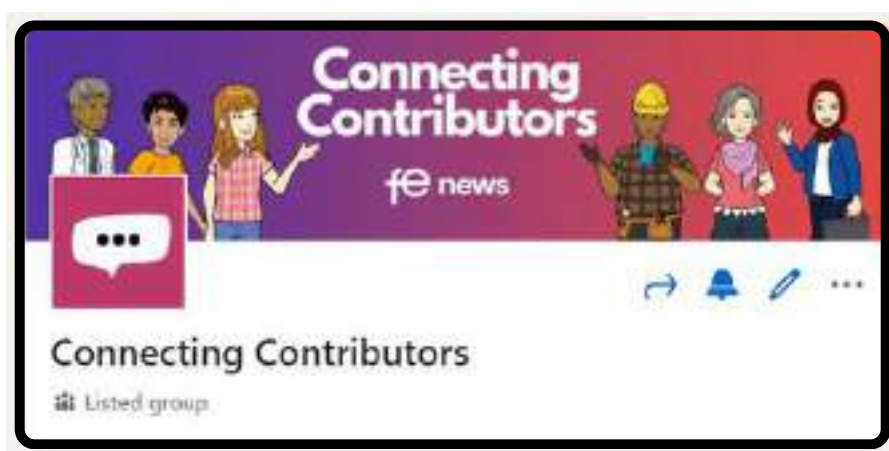 Connecting
Contributors
fe news
Connecting Contributors
Listed group